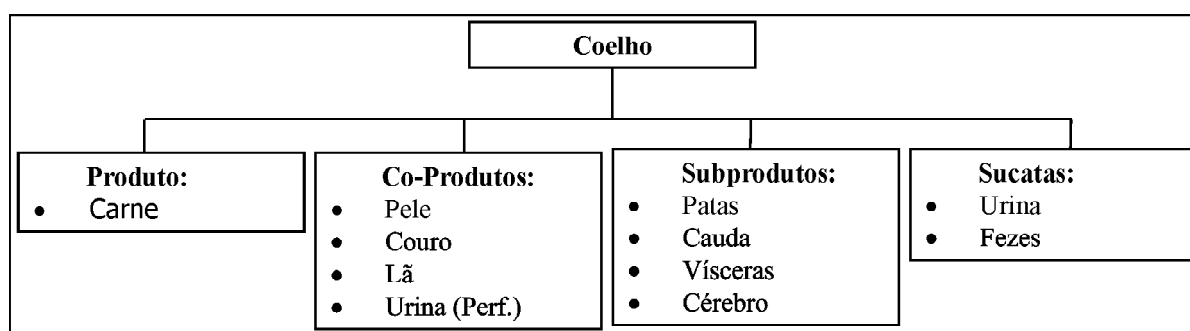 Coelho
Produto:
• Carne
Co-Produtos:
• Pele
• Couro
• Lã
• Urina (Perf.)
Subprodutos:
• Patas
• Cauda
• Vísceras
• Cérebro
Sucatas:
• Urina
• Fezes